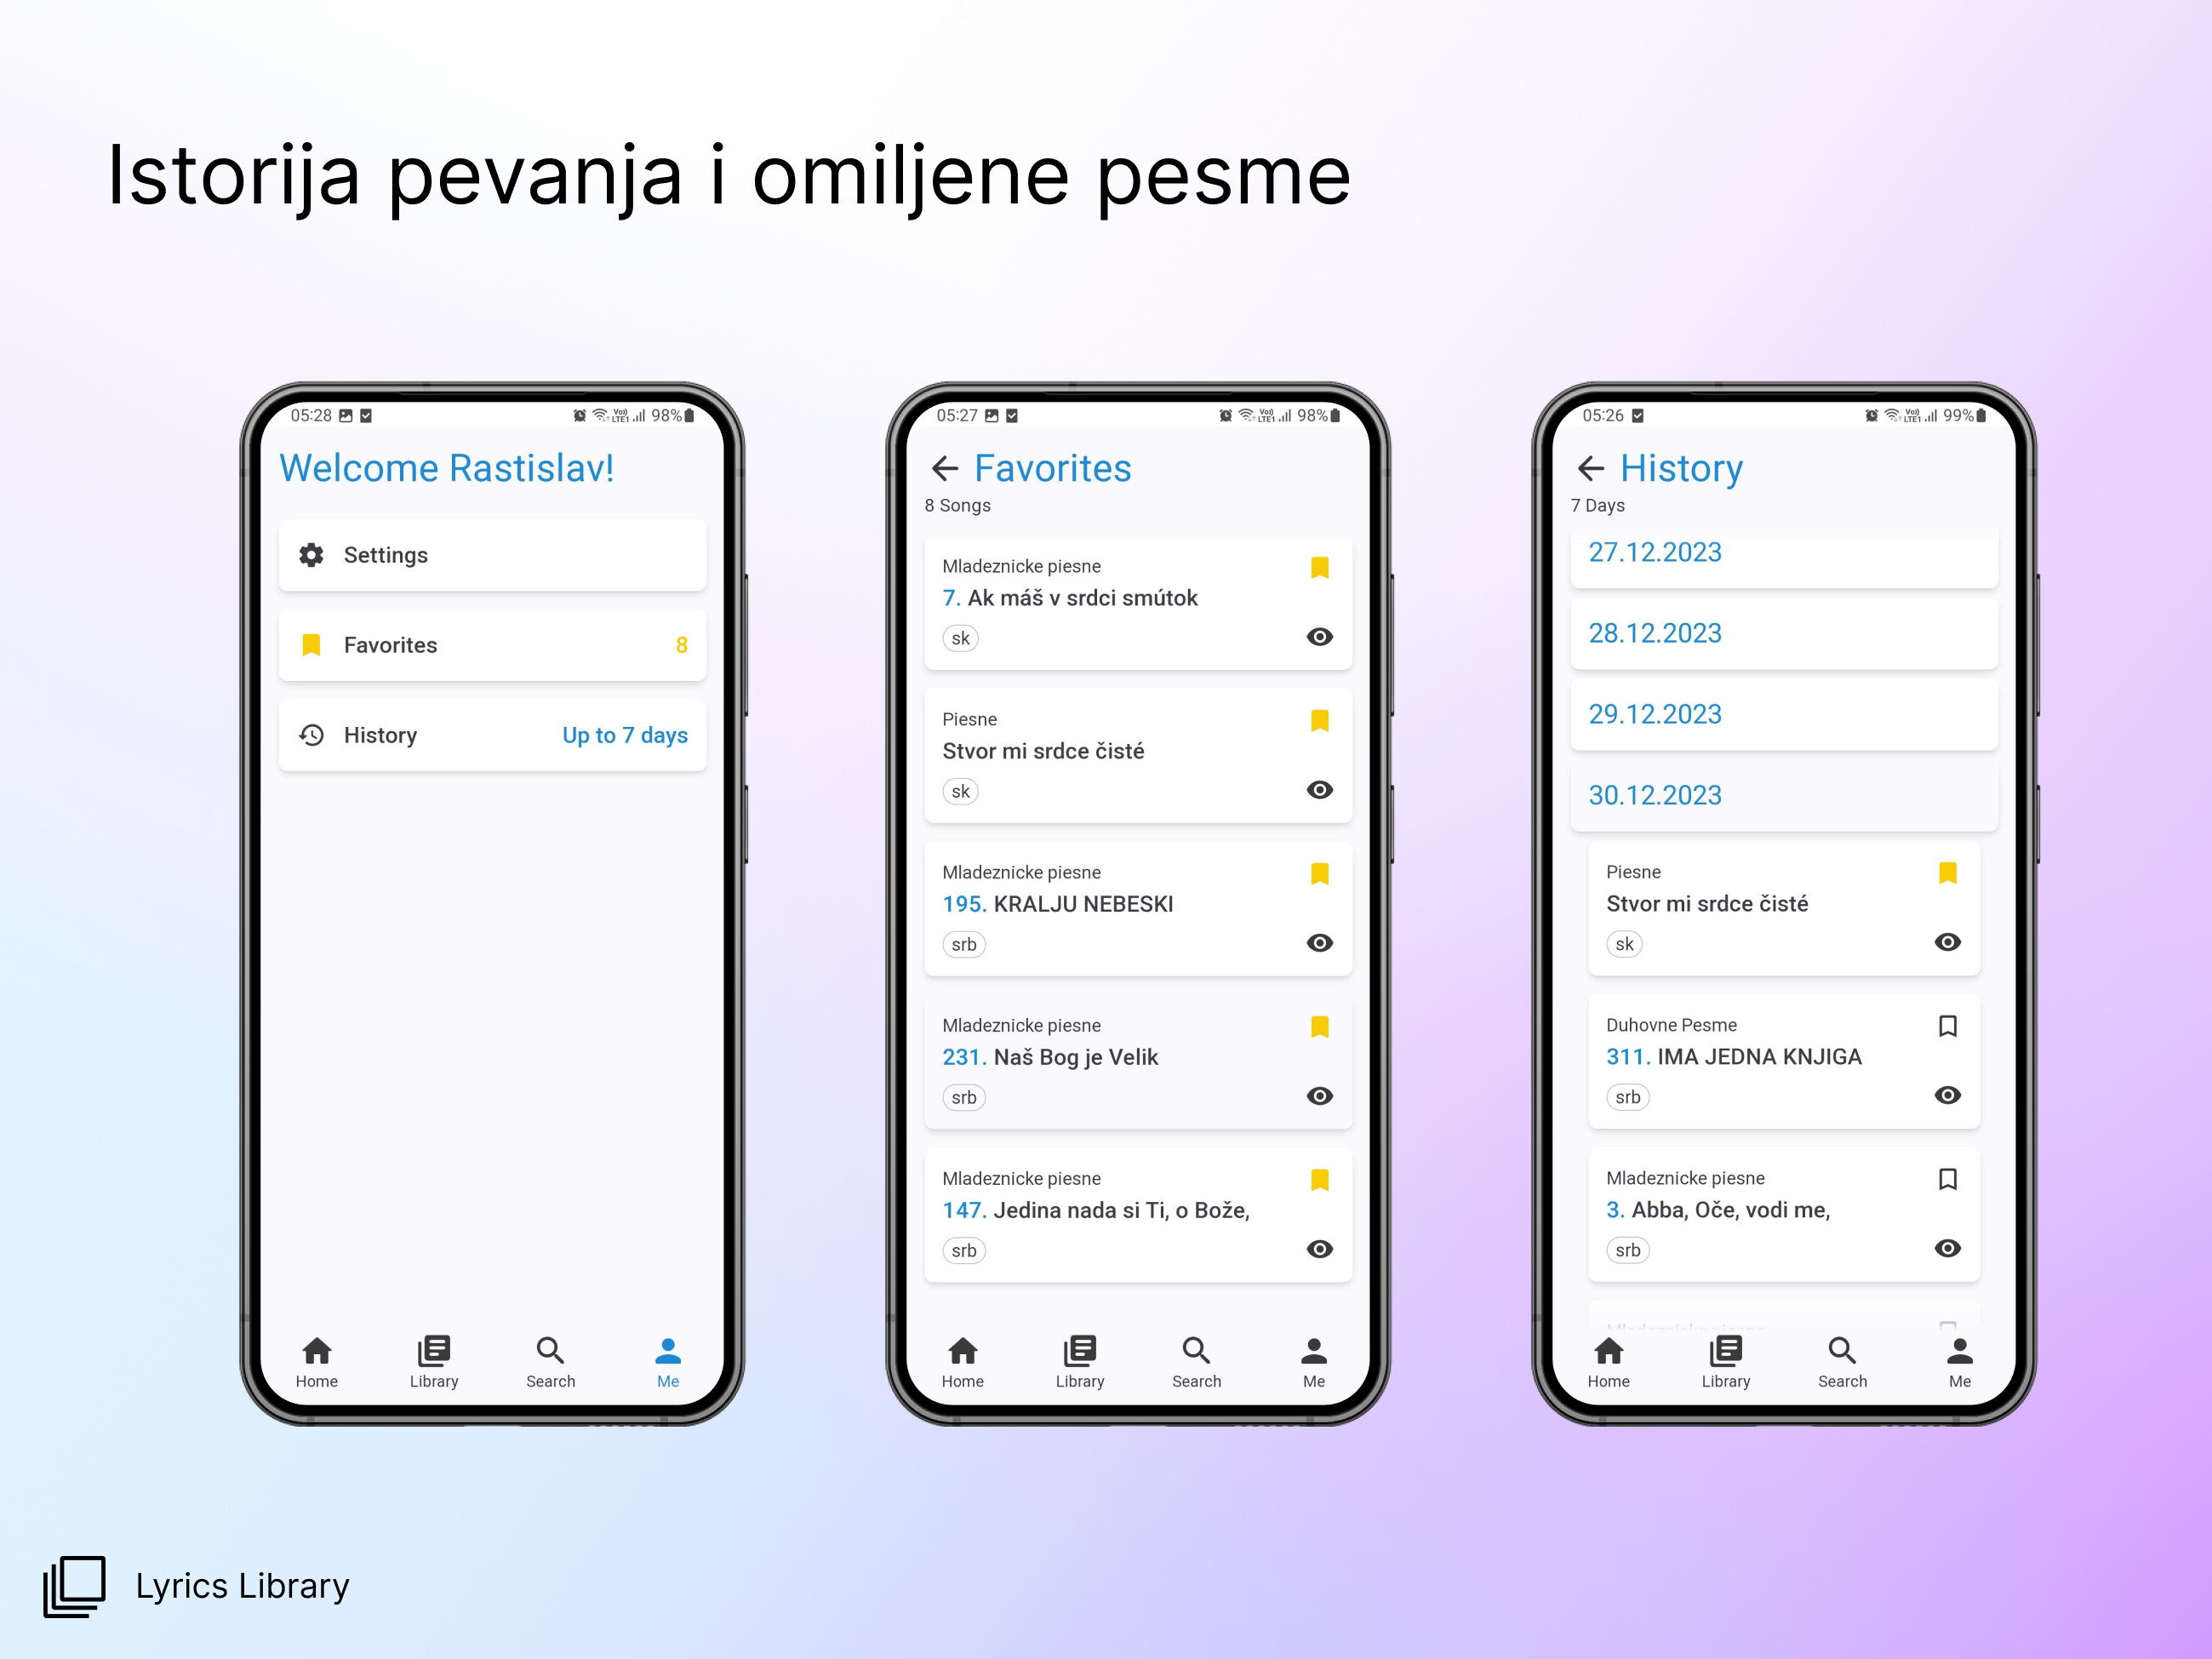 Istorija pevanja i omiljene pesme
05:28
98%
Welcome Rastislav!
Settings
Favorites 8
History Up to 7 days
Home Library Search Me
05:27
98%
Favorites
8 Songs
Mladeznicke piesne
7. Ak máš v srdci smútok
sk
Piesne
Stvor mi srdce čisté
sk
Mladeznicke piesne
195. KRALJU NEBESKI
srb
Mladeznicke piesne
231. Naš Bog je Velik
srb
Mladeznicke piesne
147. Jedina nada si Ti, o Bože,
srb
Home Library Search Me
05:26
99%
History
7 Days
27.12.2023
28.12.2023
29.12.2023
30.12.2023
Piesne
Stvor mi srdce čisté
sk
Duhovne Pesme
311. IMA JEDNA KNJIGA
srb
Mladeznicke piesne
3. Abba, Oče, vodi me,
srb
Mladeznicke piesne
Home Library Search Me
Lyrics Library